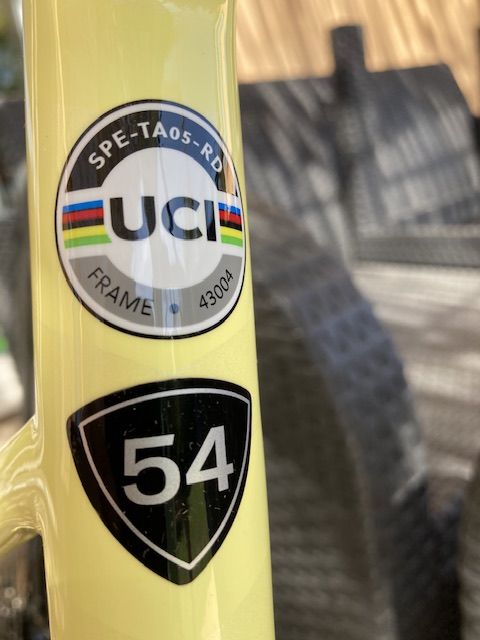 SPE-TA05-RD
UCI
FRAME • 43004
54